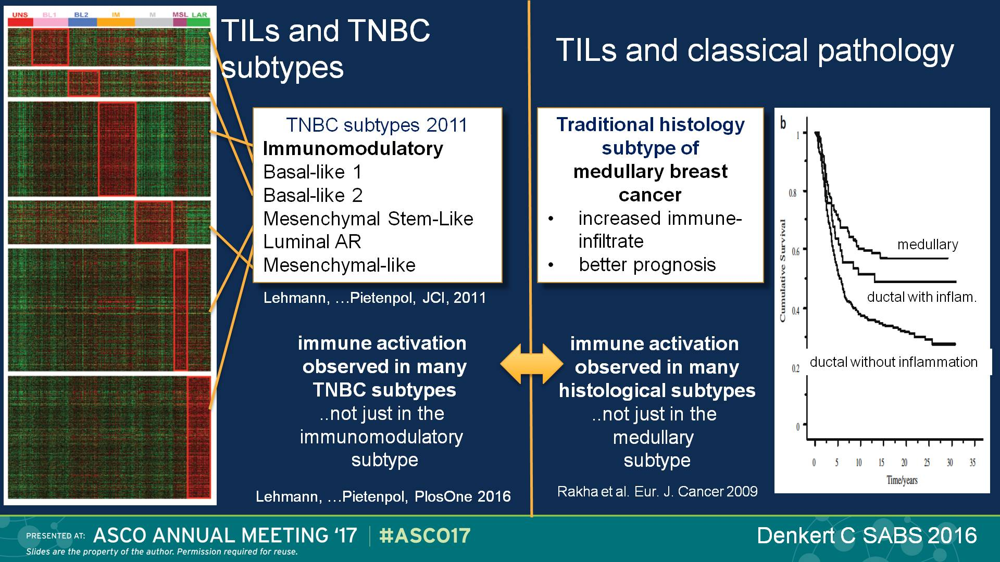 UNS BL1 BL2 IM M MSL LAR
TILs and TNBC
subtypes
TNBC subtypes 2011
Immunomodulatory
Basal-like 1
Basal-like 2
Mesenchymal Stem-Like
Luminal AR
Mesenchymal-like
Lehmann, …Pietenpol, JCI, 2011
immune activation
observed in many
TNBC subtypes
..not just in the
immunomodulatory
subtype
Lehmann, …Pietenpol, PlosOne 2016
TILs and classical pathology
Traditional histology
subtype of
medullary breast
cancer
• increased immune-
infiltrate
• better prognosis
immune activation
observed in many
histological subtypes
..not just in the
medullary
subtype
Rakha et al. Eur. J. Cancer 2009
b
1
0.8
0.6
0.4
0.2
0
Cumulative Survival
medullary
ductal with inflam.
ductal without inflammation
0 5 10 15 20 25 30 35
Time/years
PRESENTED AT: ASCO ANNUAL MEETING ‘17 | #ASCO17
Slides are the property of the author. Permission required for reuse.
Denkert C SABS 2016